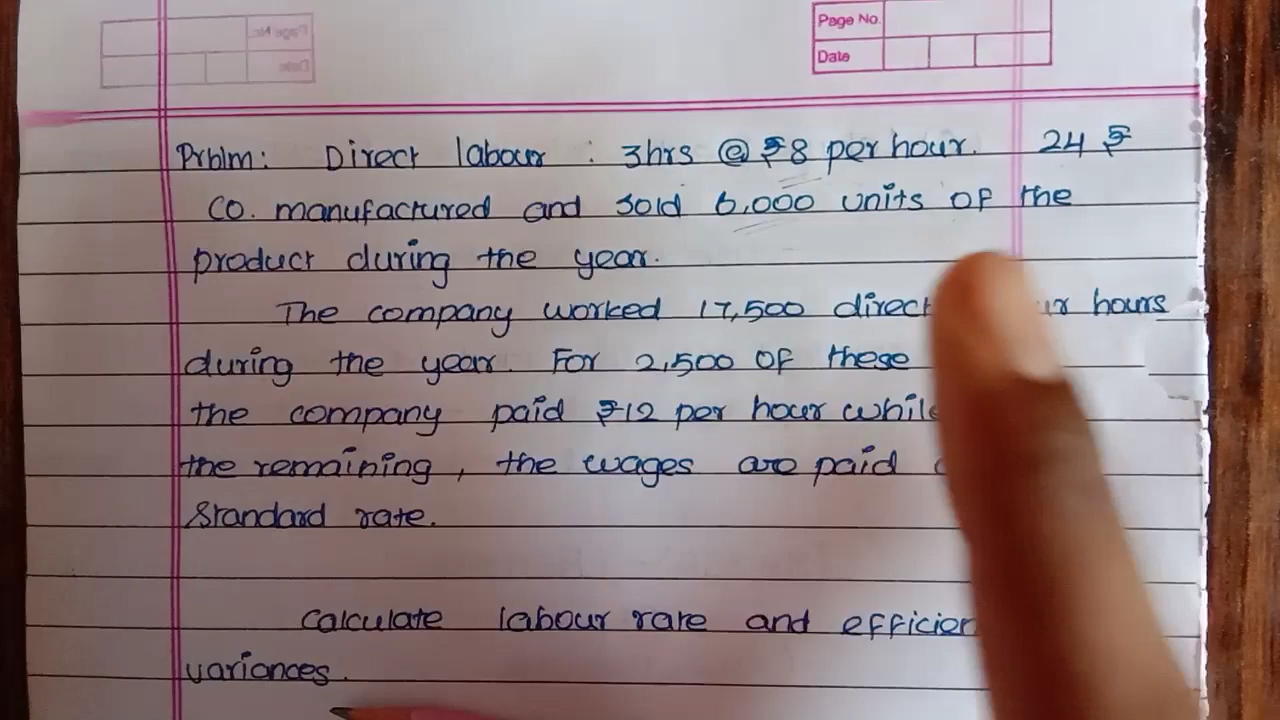 Page No.
Date
Prblm: Direct labour : 3hrs @ ₹8 per hour. 24 ₹
Co. manufactured and sold 6,000 units of the
product during the year.
The company worked 17,500 direct hours
during the year. For 2,500 of these
the company paid ₹12 per hour while
the remaining, the wages are paid
standard rate.
Calculate labour rate and
variances.